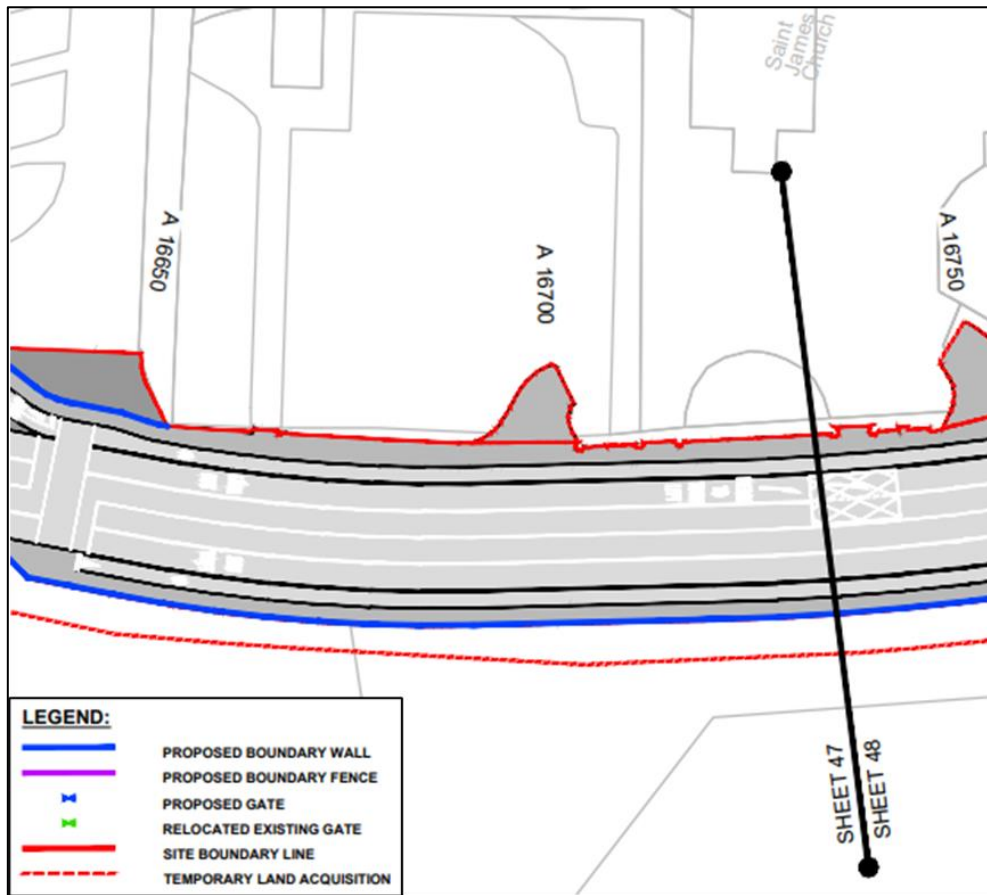 Saint
James
Church
A 16650
A 16700
A 16750
SHEET 47
SHEET 48
LEGEND:
PROPOSED BOUNDARY WALL
PROPOSED BOUNDARY FENCE
PROPOSED GATE
RELOCATED EXISTING GATE
SITE BOUNDARY LINE
TEMPORARY LAND ACQUISITION